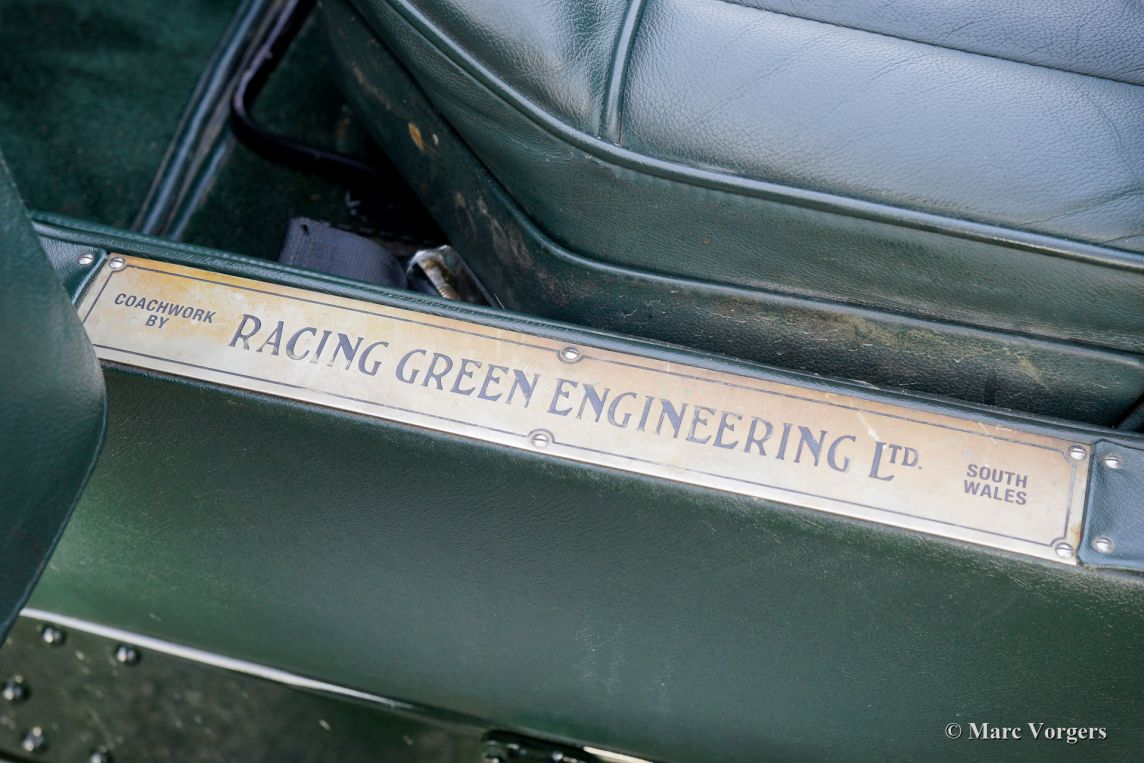 COACHWORK
BY
RACING GREEN ENGINEERING LTD.
SOUTH
WALES
© Marc Vorgers